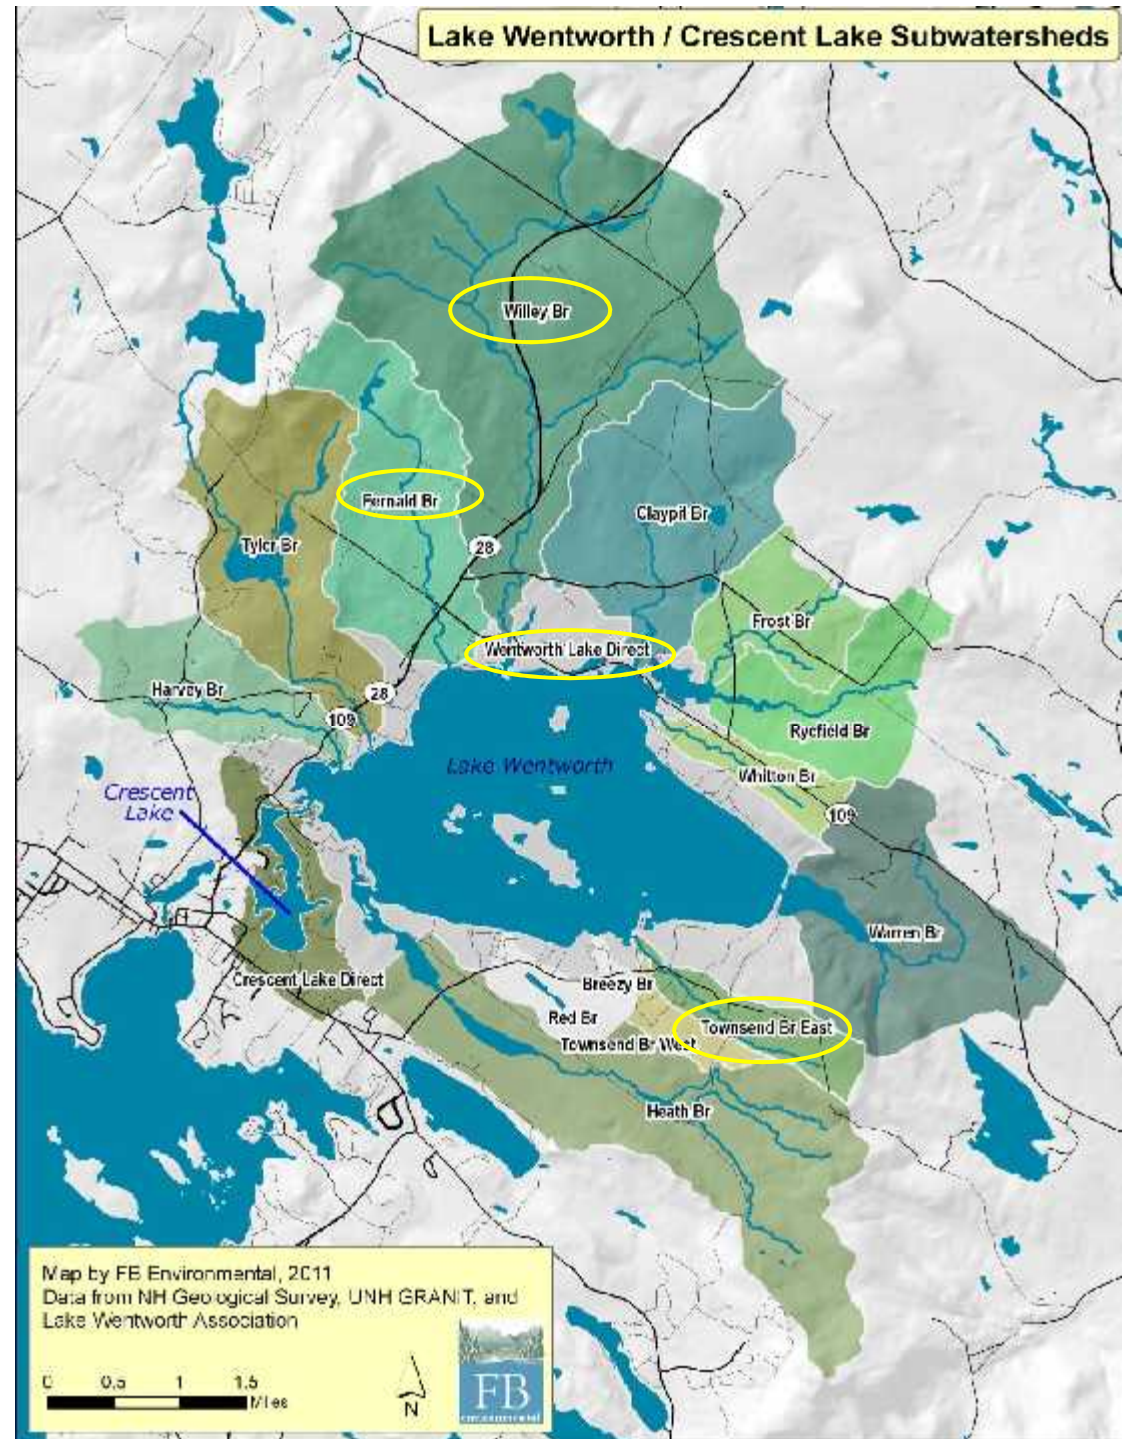 Lake Wentworth / Crescent Lake Subwatersheds
Willey Br
Fernald Br
Claypit Br
Tyler Br
28
Frost Br
Wentworth Lake Direct
Harvey Br
28
109
Ryefield Br
Lake Wentworth
Whitton Br
Crescent
Lake
109
Warren Br
Crescent Lake Direct
Breezy Br
Red Br
Townsend Br East
Townsend Br West
Heath Br
Map by FB Environmental, 2011
Data from NH Geological Survey, UNH GRANIT, and
Lake Wentworth Association
0 0.5 1 1.5
Miles
N
FB
environmental